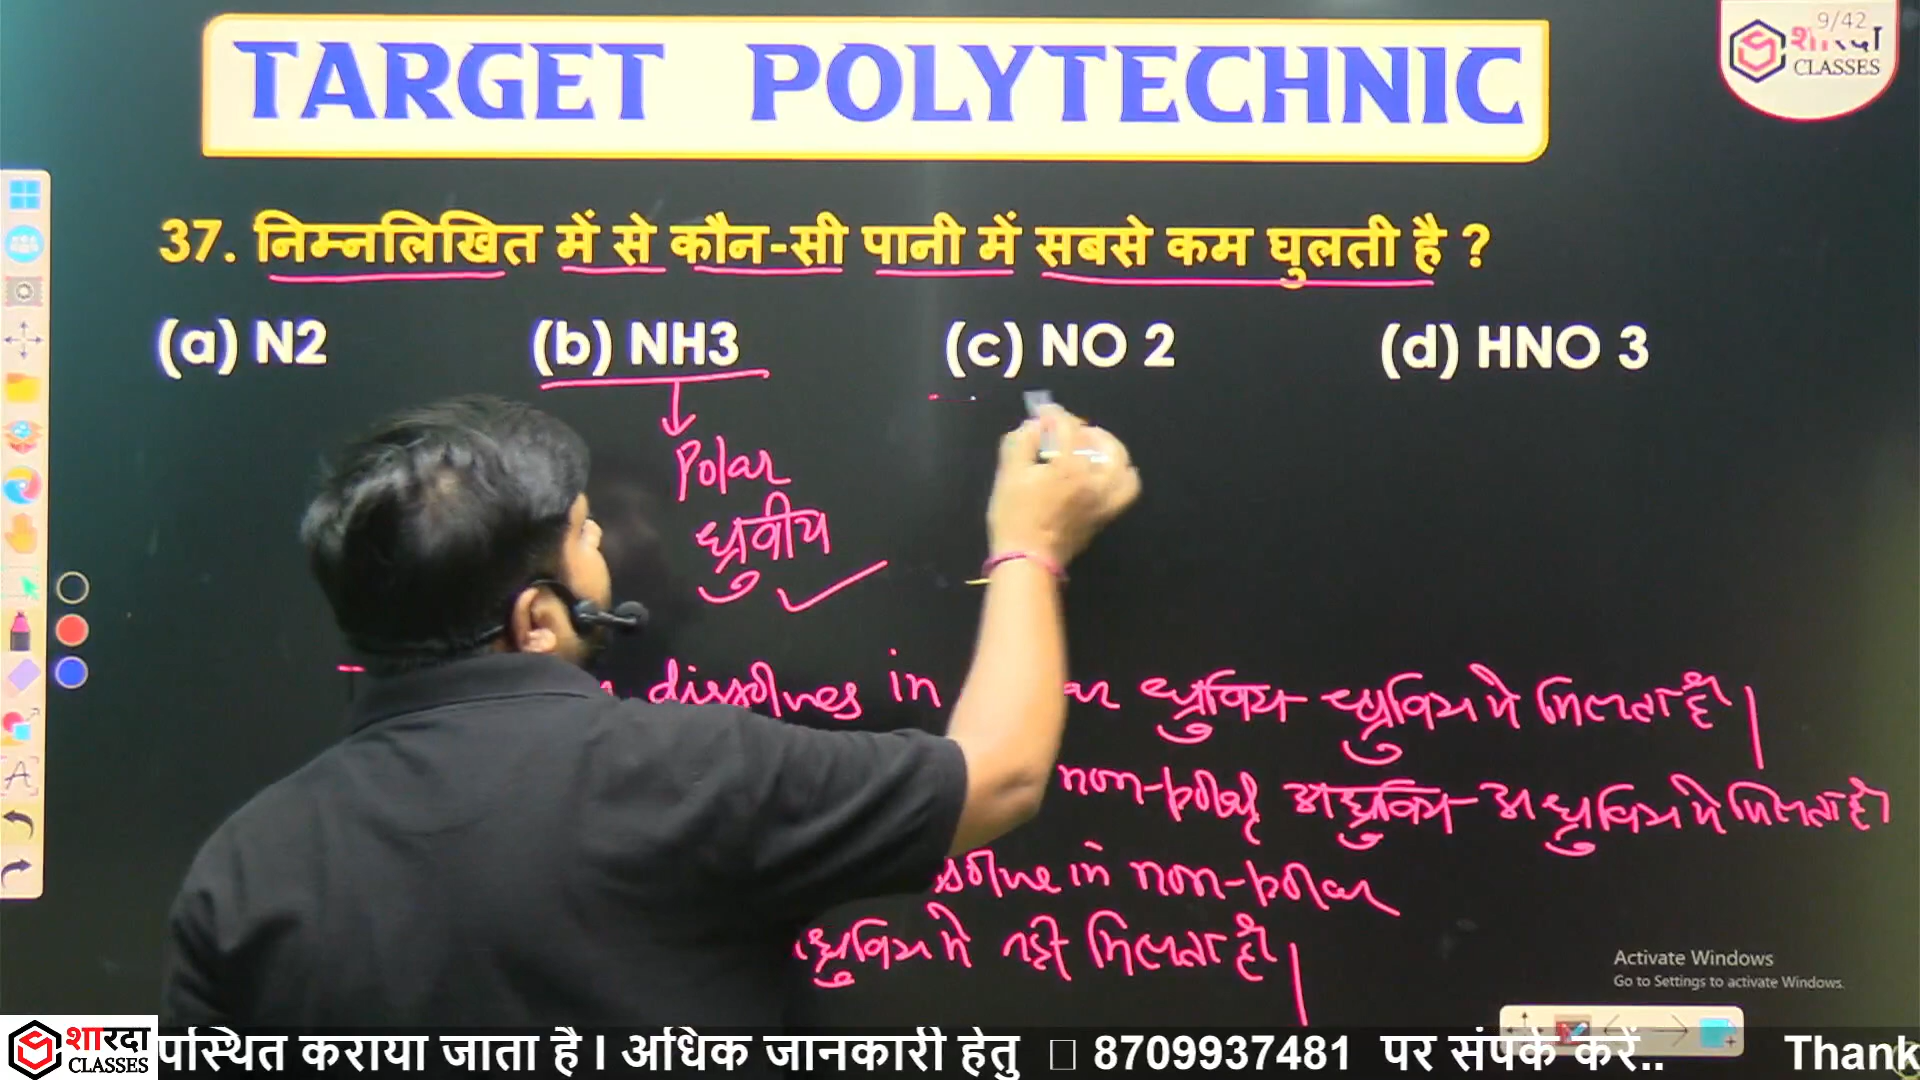 9/42
शारदा
CLASSES
TARGET POLYTECHNIC
37. निम्नलिखित में से कौन-सी पानी में सबसे कम घुलती है ?
(a) N2 (b) NH3 (c) NO 2 (d) HNO 3
Polar
ध्रुवीय
dissolves in ध्रुविय ध्रुविय मे मिलता है।
non-polar अध्रुविय अध्रुविय मे मिलता है।
in non-polar
ध्रुविय मे नही मिलता है।
Activate Windows
Go to Settings to activate Windows.
शारदा
CLASSES
पस्थित कराया जाता है I अधिक जानकारी हेतु 8709937481 पर संपर्क करें.. Thank